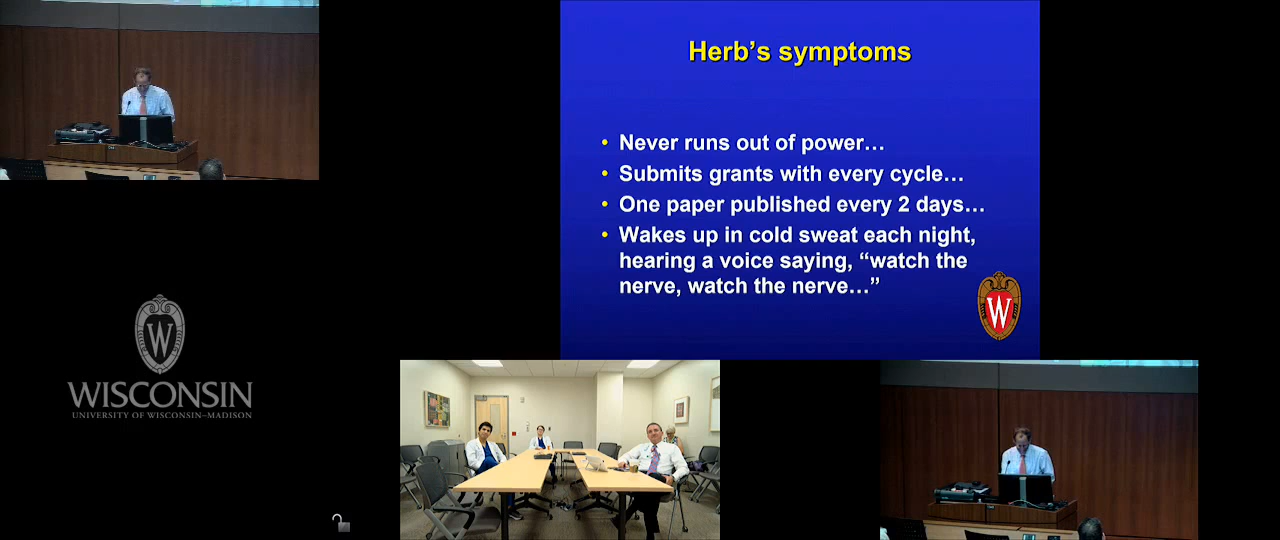 Herb’s symptoms
• Never runs out of power…
• Submits grants with every cycle…
• One paper published every 2 days…
• Wakes up in cold sweat each night,
hearing a voice saying, “watch the
nerve, watch the nerve…”
W
W
WISCONSIN
UNIVERSITY OF WISCONSIN–MADISON